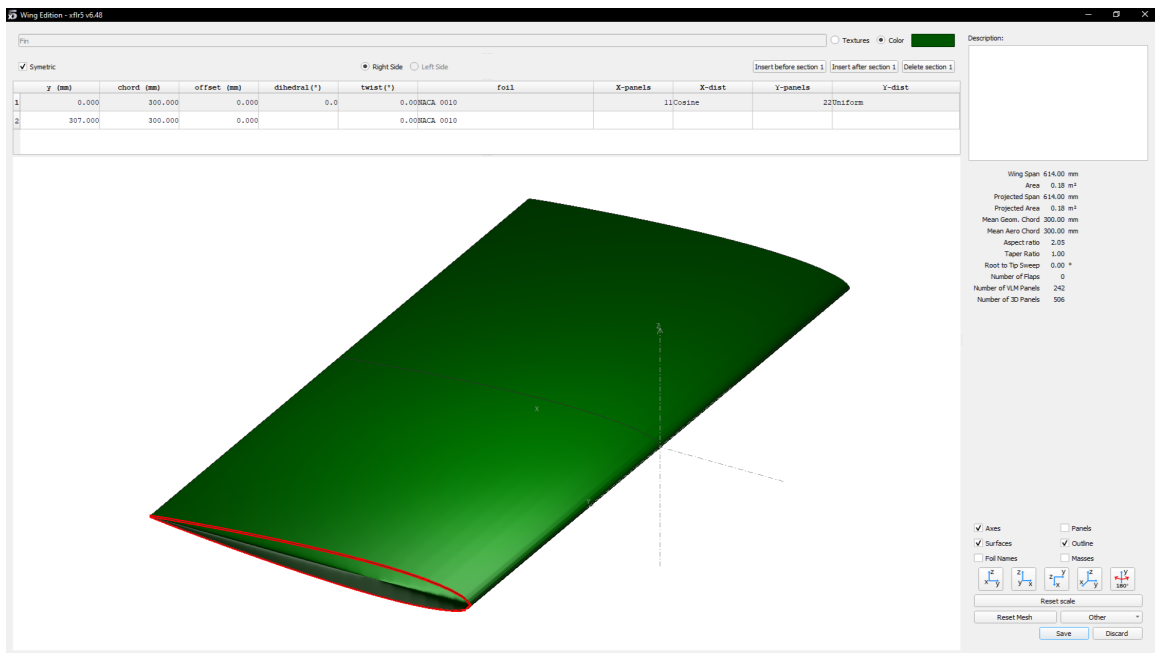 Wing Edition - xflr5 v6.48
Fin
Textures Color
Description:
Symetric Right Side Left Side Insert before section 1 Insert after section 1 Delete section 1
y (mm) chord (mm) offset (mm) dihedral(°) twist(°) foil X-panels X-dist Y-panels Y-dist
1 0.000 300.000 0.000 0.0 0.00 NACA 0010 11 Cosine 22 Uniform
2 307.000 300.000 0.000 0.00 NACA 0010
Wing Span 614.00 mm
Area 0.18 m²
Projected Span 614.00 mm
Projected Area 0.18 m²
Mean Geom. Chord 300.00 mm
Mean Aero Chord 300.00 mm
Aspect ratio 2.05
Taper Ratio 1.00
Root to Tip Sweep 0.00 °
Number of Flaps 0
Number of VLM Panels 242
Number of 3D Panels 506
Z
X
Y
Axes Panels
Surfaces Outline
Foil Names Masses
z x y
z y x
z y x
z x y
y 180°
Reset scale
Reset Mesh Other
Save Discard